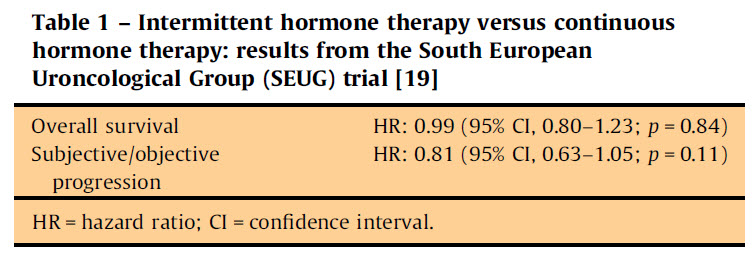 Table 1 – Intermittent hormone therapy versus continuous
hormone therapy: results from the South European
Uroncological Group (SEUG) trial [19]
Overall survival HR: 0.99 (95% CI, 0.80–1.23; p = 0.84)
Subjective/objective HR: 0.81 (95% CI, 0.63–1.05; p = 0.11)
progression
HR = hazard ratio; CI = confidence interval.